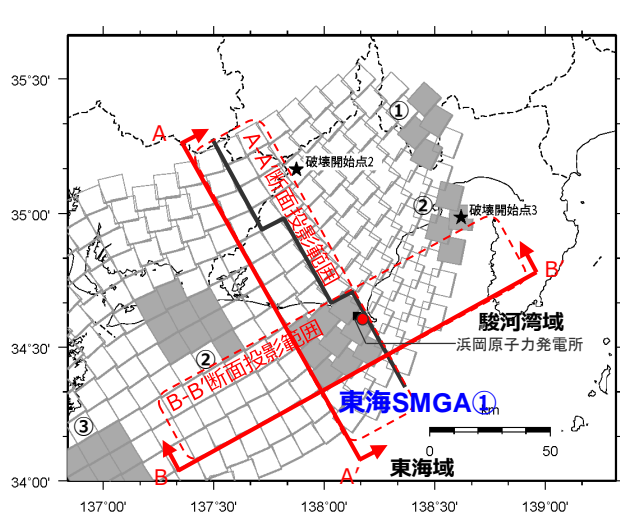 35°30'
35°00'
34°30'
34°00'
137°00'
137°30'
138°00'
138°30'
139°00'
A
A-A'断面投影範囲
破壊開始点2
①
②
破壊開始点3
B'
駿河湾域
浜岡原子力発電所
②
B-B'断面投影範囲
東海SMGA①
km
0
50
③
B
A'
東海域